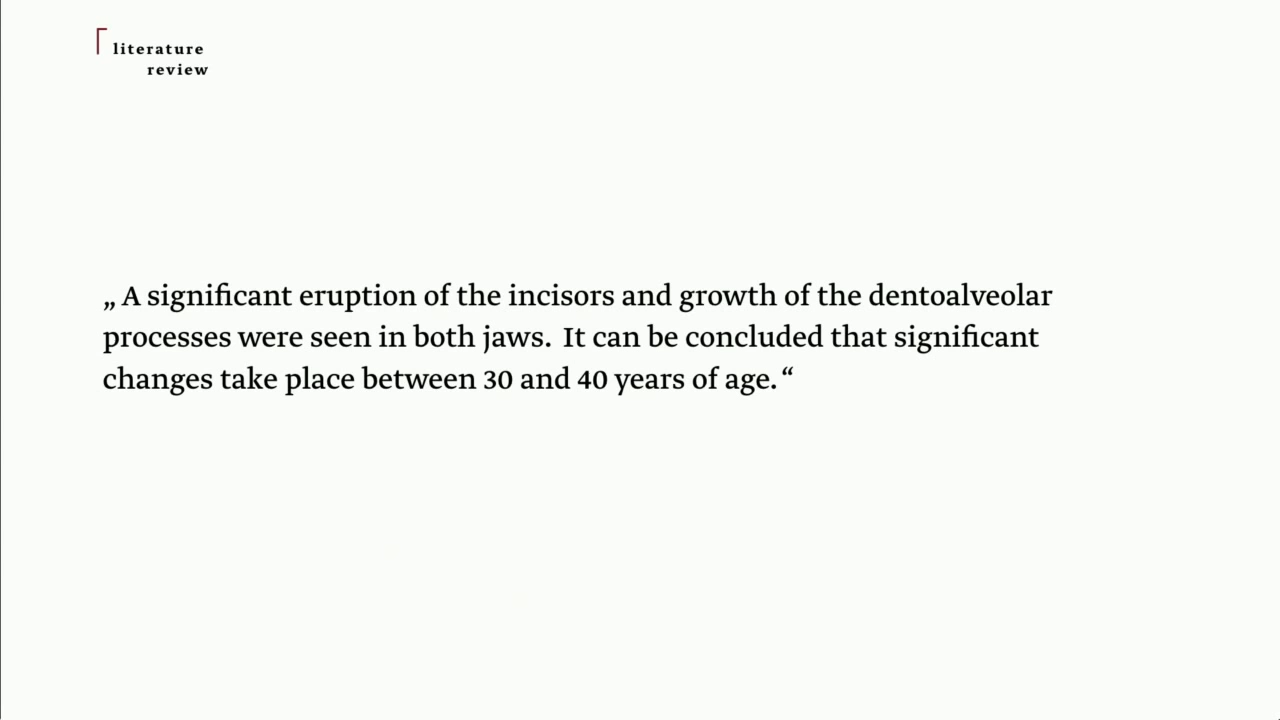 literature
review
„ A significant eruption of the incisors and growth of the dentoalveolar
processes were seen in both jaws. It can be concluded that significant
changes take place between 30 and 40 years of age. “